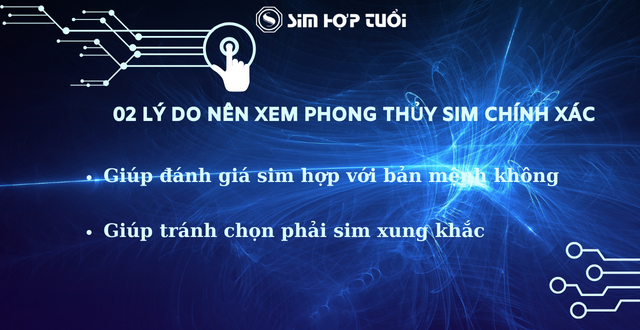 SIM HỢP TUỔI
02 LÝ DO NÊN XEM PHONG THỦY SIM CHÍNH XÁC
• Giúp đánh giá sim hợp với bản mệnh không
• Giúp tránh chọn phải sim xung khắc